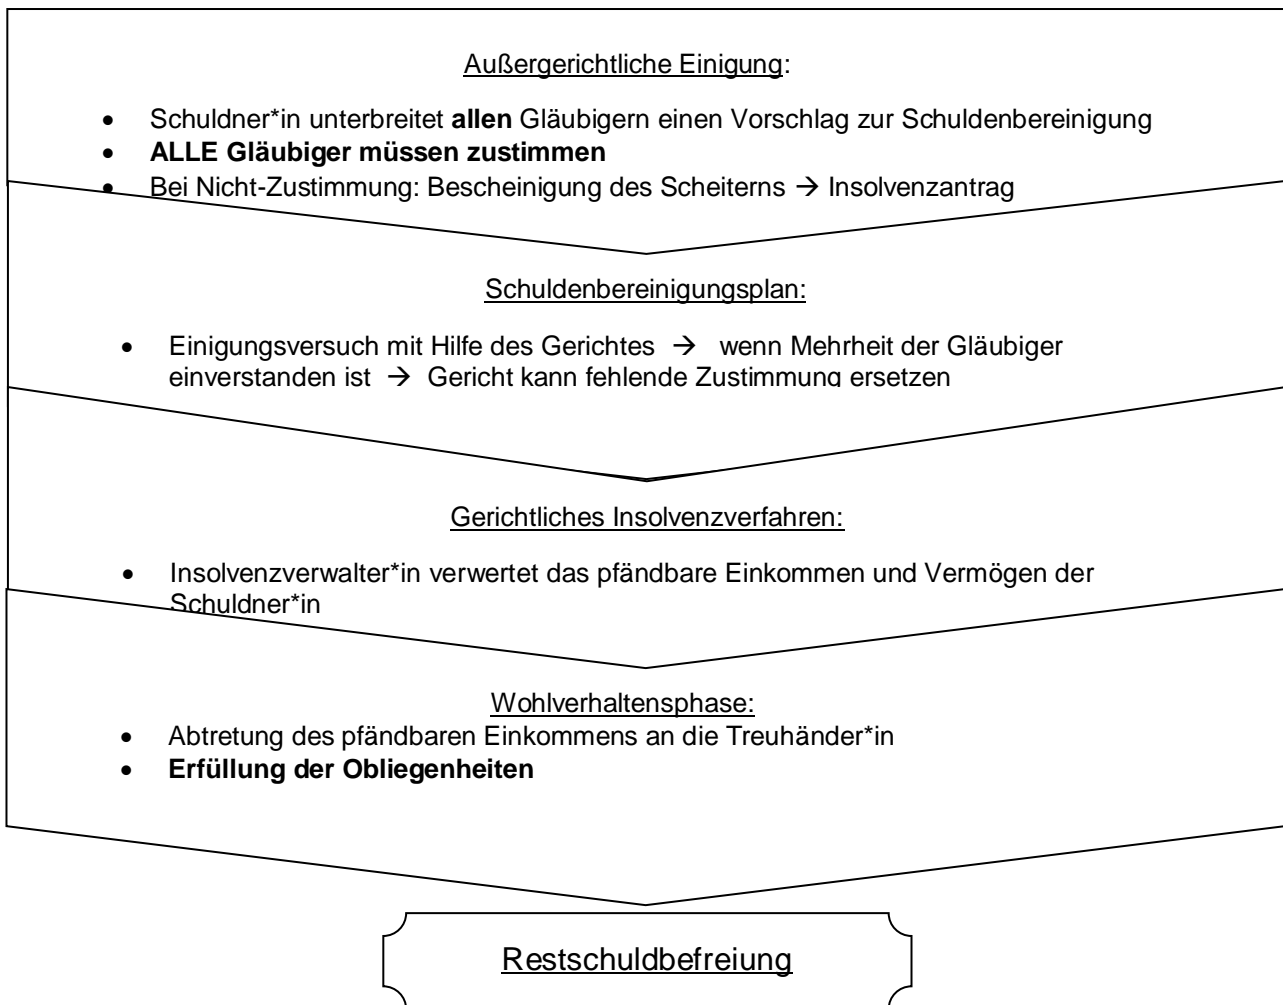 Außergerichtliche Einigung:
• Schuldner*in unterbreitet allen Gläubigern einen Vorschlag zur Schuldenbereinigung
• ALLE Gläubiger müssen zustimmen
• Bei Nicht-Zustimmung: Bescheinigung des Scheiterns → Insolvenzantrag
Schuldenbereinigungsplan:
• Einigungsversuch mit Hilfe des Gerichtes → wenn Mehrheit der Gläubiger
einverstanden ist → Gericht kann fehlende Zustimmung ersetzen
Gerichtliches Insolvenzverfahren:
• Insolvenzverwalter*in verwertet das pfändbare Einkommen und Vermögen der
Schuldner*in
Wohlverhaltensphase:
• Abtretung des pfändbaren Einkommens an die Treuhänder*in
• Erfüllung der Obliegenheiten
Restschuldbefreiung